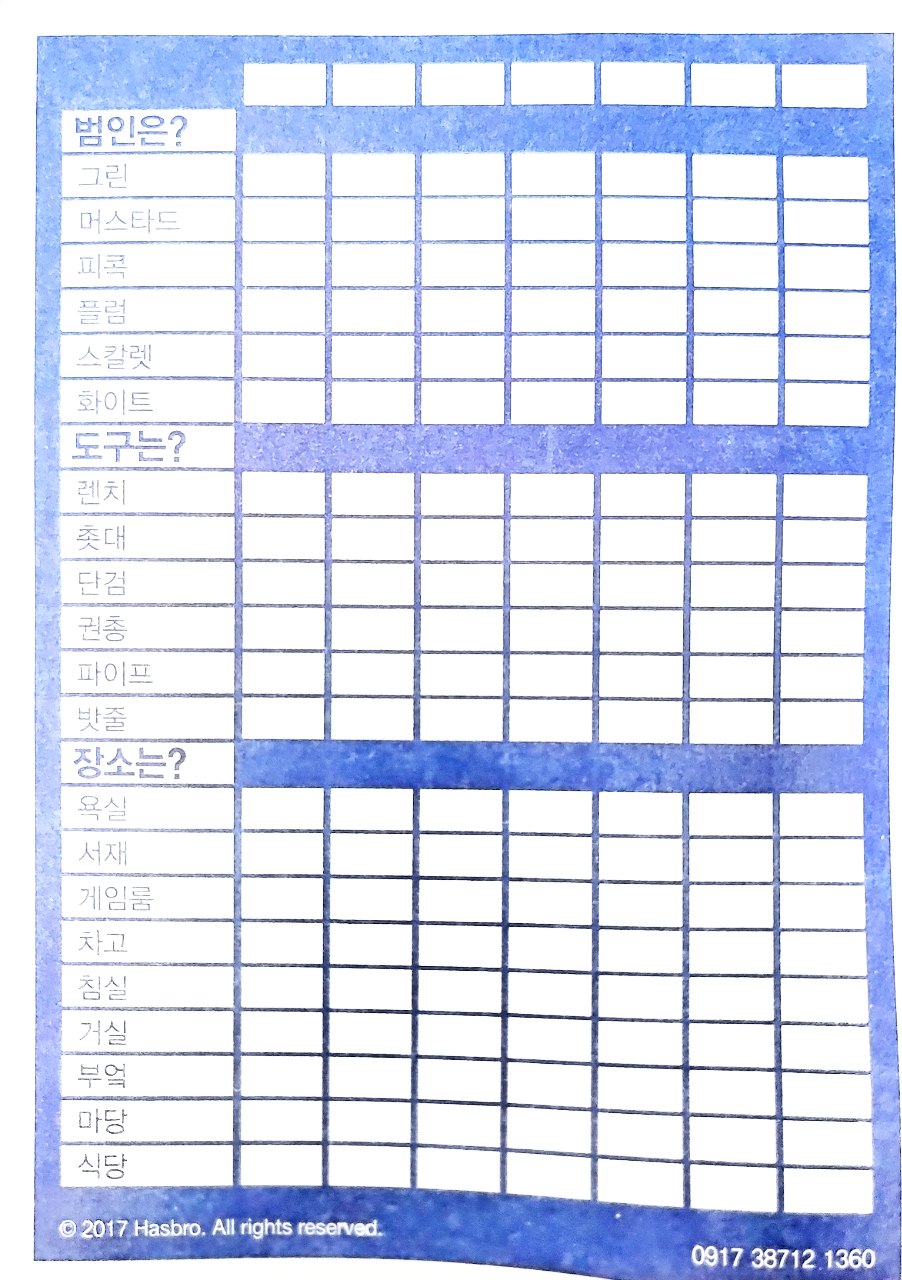 범인은?
그린
머스타드
피콕
플럼
스칼렛
화이트
도구는?
렌치
촛대
단검
권총
파이프
밧줄
장소는?
욕실
서재
게임룸
차고
침실
거실
부엌
마당
식당
© 2017 Hasbro. All rights reserved.
0917 38712 1360